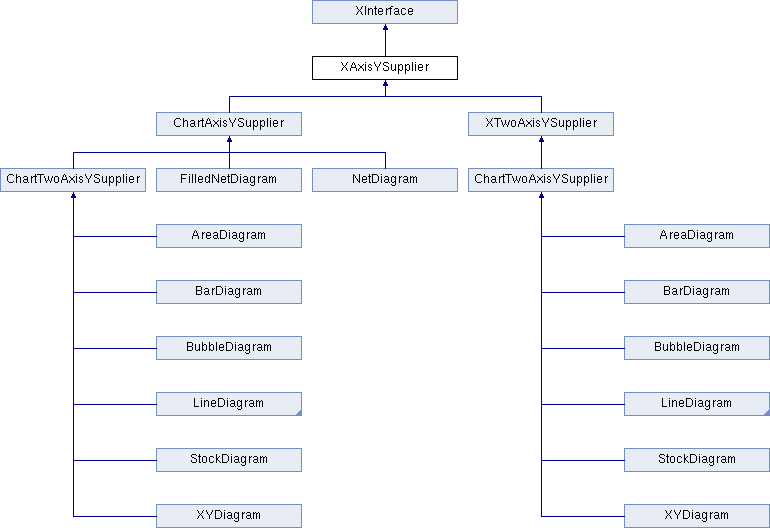 XInterface
XAxisYSupplier
ChartAxisYSupplier
XTwoAxisYSupplier
ChartTwoAxisYSupplier
FilledNetDiagram
NetDiagram
ChartTwoAxisYSupplier
AreaDiagram
AreaDiagram
BarDiagram
BarDiagram
BubbleDiagram
BubbleDiagram
LineDiagram
LineDiagram
StockDiagram
StockDiagram
XYDiagram
XYDiagram